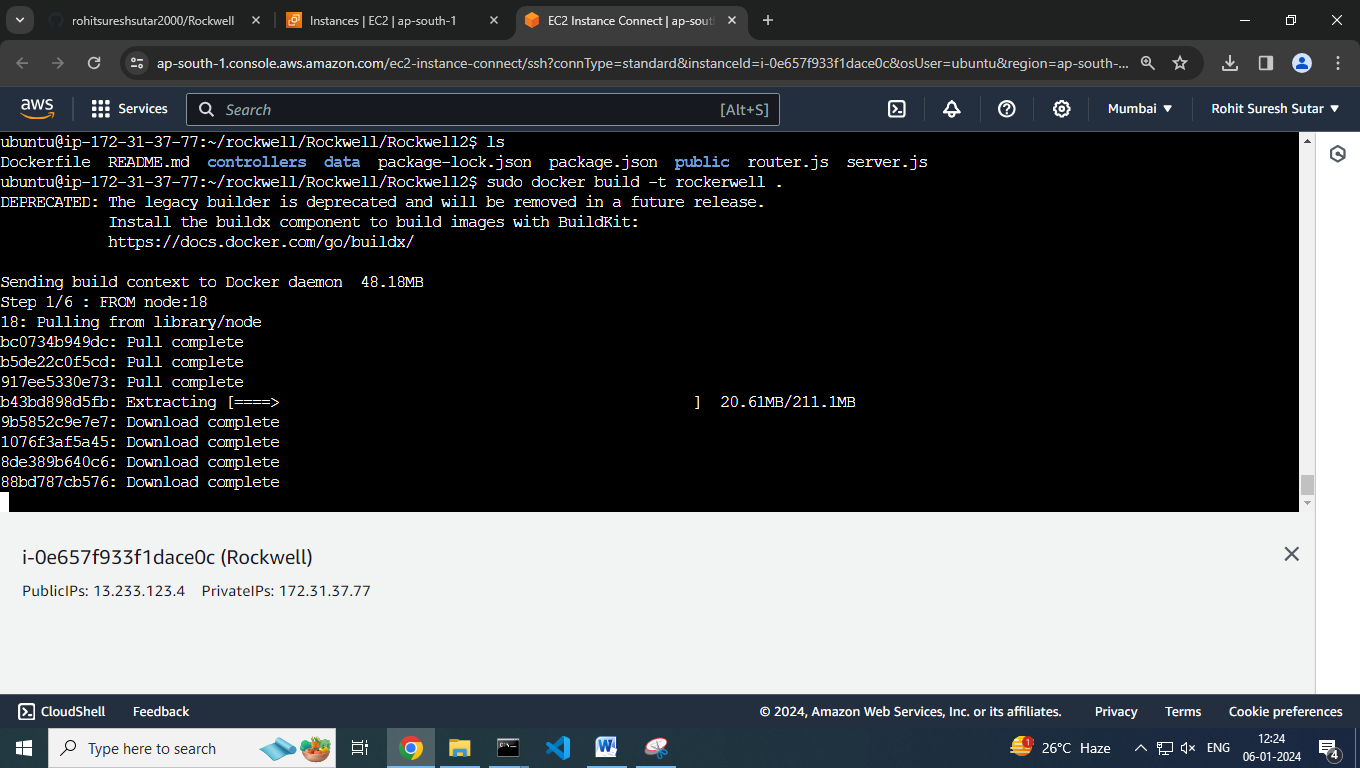 rohitsureshsutar2000/Rockwell
Instances | EC2 | ap-south-1
EC2 Instance Connect | ap-sout
ap-south-1.console.aws.amazon.com/ec2-instance-connect/ssh?connType=standard&instanceId=i-0e657f933f1dace0c&osUser=ubuntu&region=ap-south-...
aws
Services
Search
[Alt+S]
Mumbai
Rohit Suresh Sutar
ubuntu@ip-172-31-37-77:~/rockwell/Rockwell/Rockwell2$ ls
Dockerfile README.md controllers data package-lock.json package.json public router.js server.js
ubuntu@ip-172-31-37-77:~/rockwell/Rockwell/Rockwell2$ sudo docker build -t rockerwell .
DEPRECATED: The legacy builder is deprecated and will be removed in a future release.
Install the buildx component to build images with BuildKit:
https://docs.docker.com/go/buildx/
Sending build context to Docker daemon 48.18MB
Step 1/6 : FROM node:18
18: Pulling from library/node
bc0734b949dc: Pull complete
b5de22c0f5cd: Pull complete
917ee5330e73: Pull complete
b43bd898d5fb: Extracting [====> ] 20.61MB/211.1MB
9b5852c9e7e7: Download complete
1076f3af5a45: Download complete
8de389b640c6: Download complete
88bd787cb576: Download complete
i-0e657f933f1dace0c (Rockwell)
PublicIPs: 13.233.123.4 PrivateIPs: 172.31.37.77
CloudShell
Feedback
© 2024, Amazon Web Services, Inc. or its affiliates.
Privacy
Terms
Cookie preferences
Type here to search
1
26°C Haze
ENG
12:24
06-01-2024
4